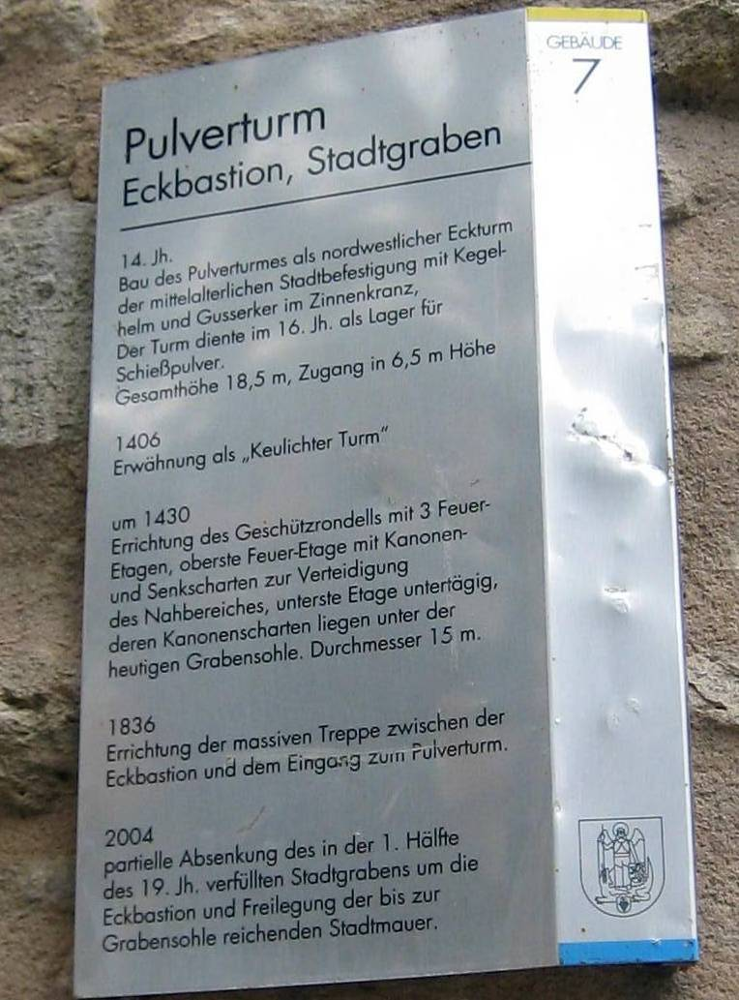 Pulverturm
Eckbastion, Stadtgraben
14. Jh.
Bau des Pulverturmes als nordwestlicher Eckturm
der mittelalterlichen Stadtbefestigung mit Kegel-
helm und Gusserker im Zinnenkranz,
Der Turm diente im 16. Jh. als Lager für
Schießpulver.
Gesamthöhe 18,5 m, Zugang in 6,5 m Höhe
1406
Erwähnung als „Keulichter Turm“
um 1430
Errichtung des Geschützrondells mit 3 Feuer-
Etagen, oberste Feuer-Etage mit Kanonen-
und Senkscharten zur Verteidigung
des Nahbereiches, unterste Etage untertägig,
deren Kanonenscharten liegen unter der
heutigen Grabensohle. Durchmesser 15 m.
1836
Errichtung der massiven Treppe zwischen der
Eckbastion und dem Eingang zum Pulverturm.
2004
partielle Absenkung des in der 1. Hälfte
des 19. Jh. verfüllten Stadtgrabens um die
Eckbastion und Freilegung der bis zur
Grabensohle reichenden Stadtmauer.
GEBÄUDE
7